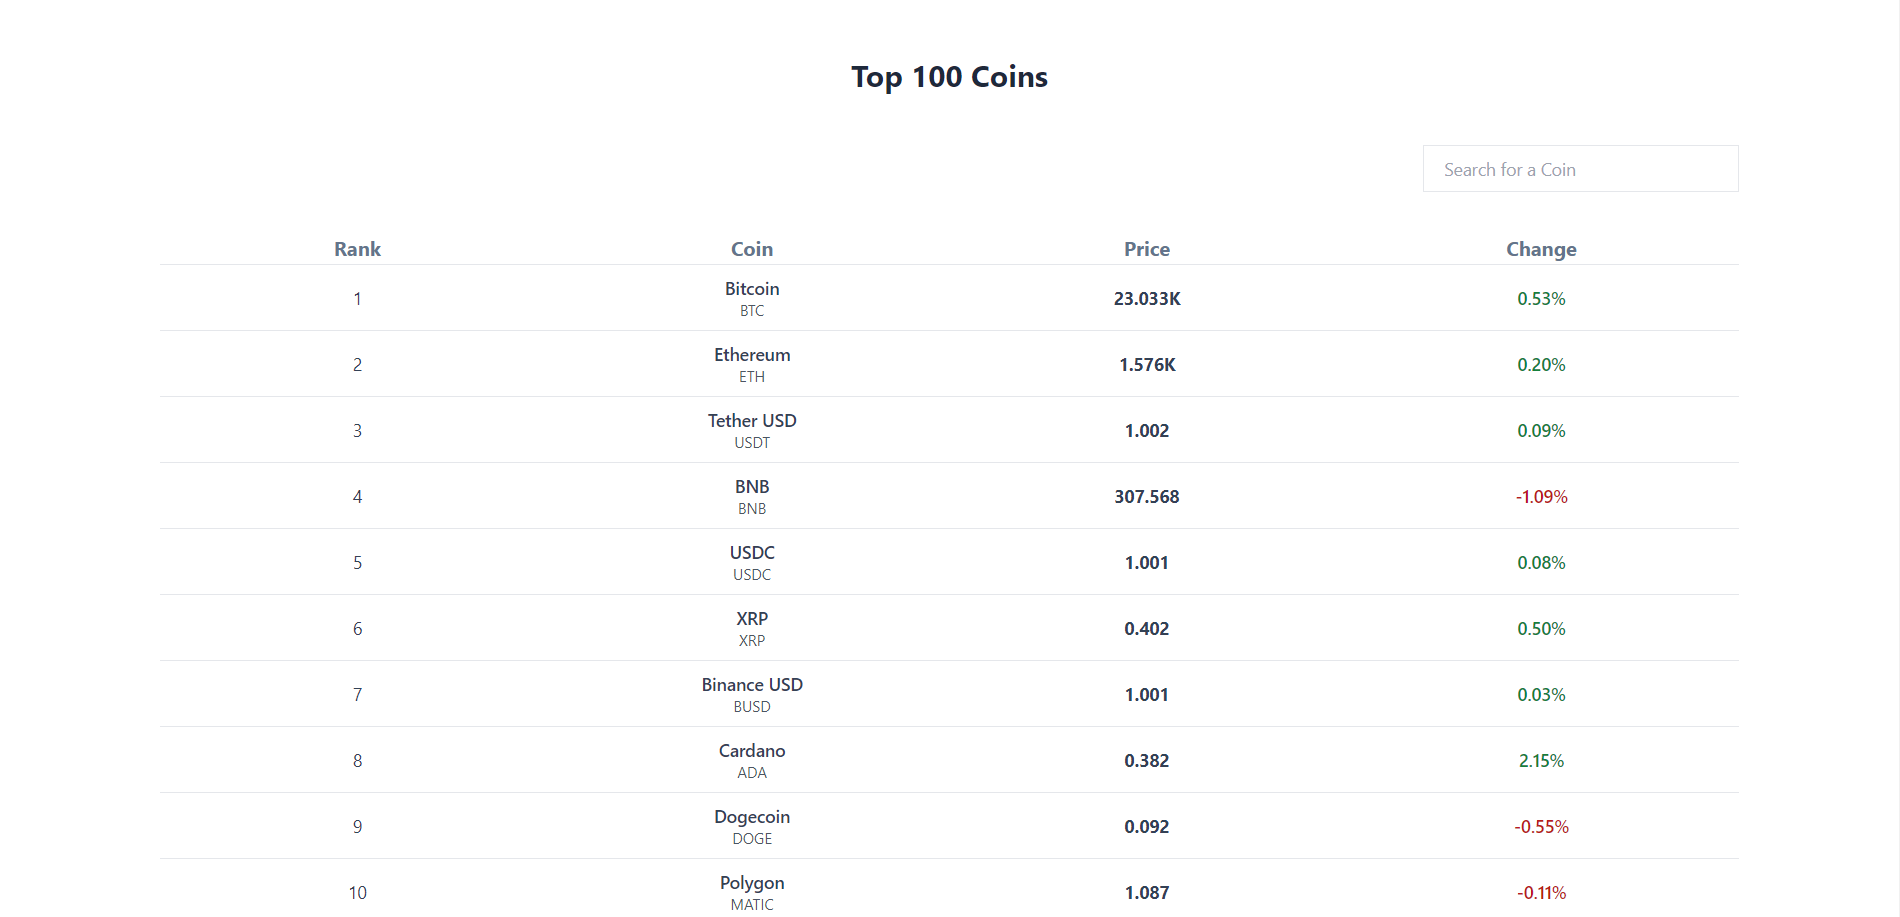 Top 100 Coins
Search for a Coin
Rank Coin Price Change
1 Bitcoin 23.033K 0.53%
BTC
2 Ethereum 1.576K 0.20%
ETH
3 Tether USD 1.002 0.09%
USDT
4 BNB 307.568 -1.09%
BNB
5 USDC 1.001 0.08%
USDC
6 XRP 0.402 0.50%
XRP
7 Binance USD 1.001 0.03%
BUSD
8 Cardano 0.382 2.15%
ADA
9 Dogecoin 0.092 -0.55%
DOGE
10 Polygon 1.087 -0.11%
MATIC